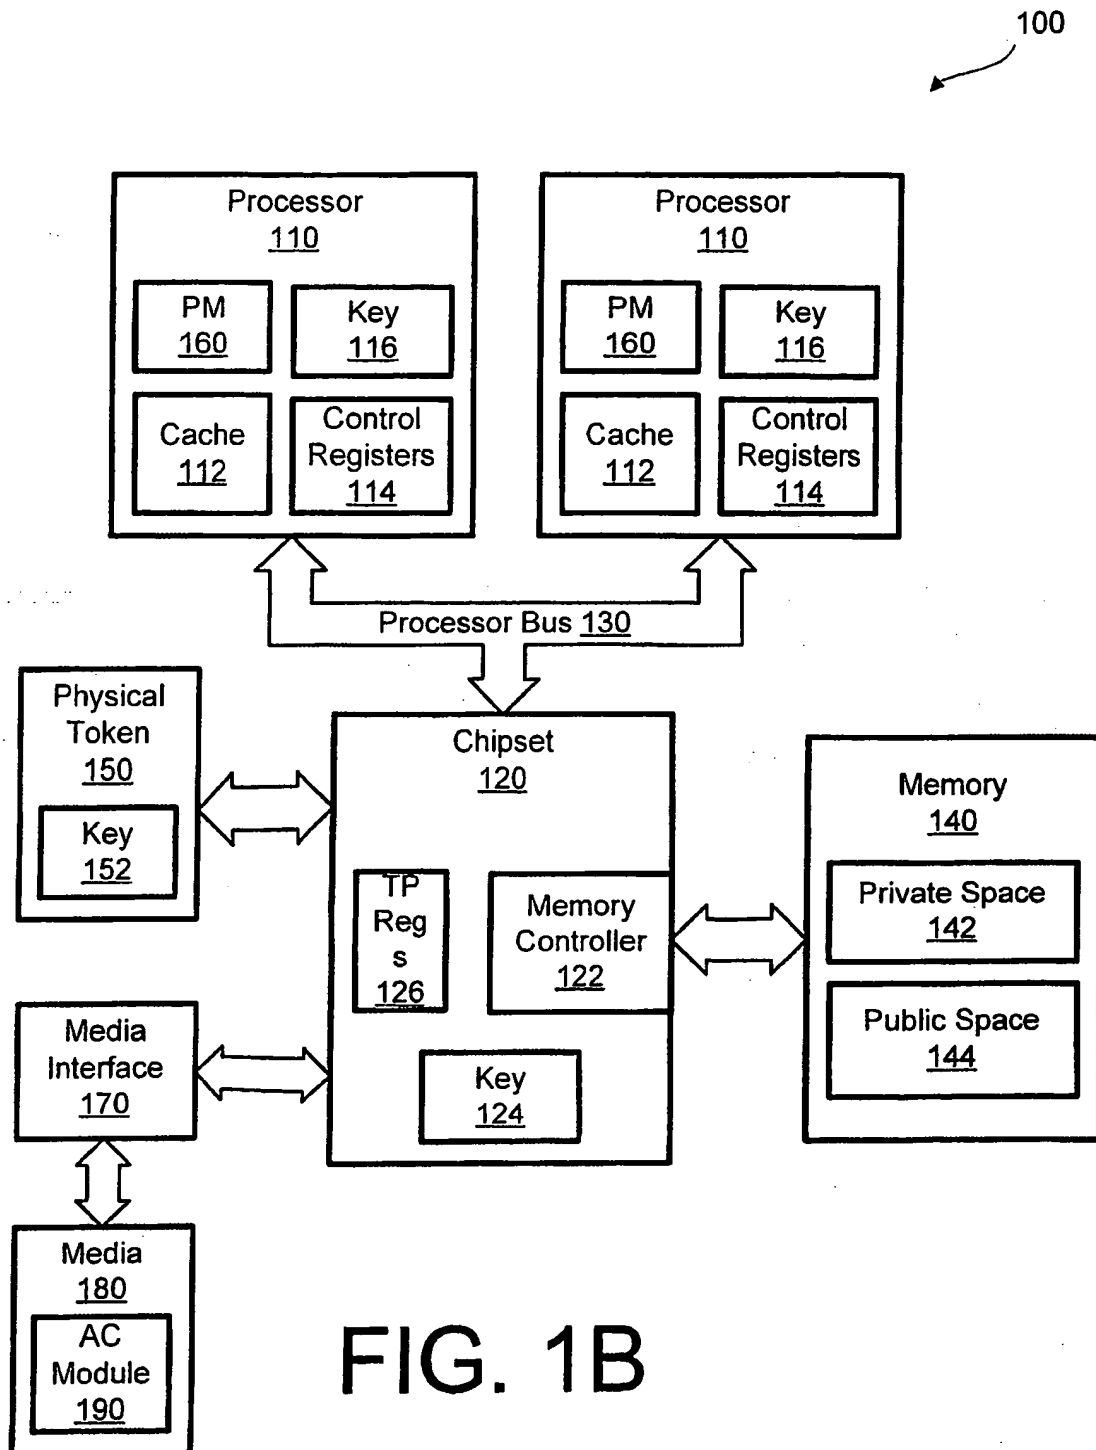 100
Processor
110
PM
160
Key
116
Cache
112
Control
Registers
114
Processor
110
PM
160
Key
116
Cache
112
Control
Registers
114
Processor Bus 130
Physical
Token
150
Key
152
Chipset
120
TP
Reg
s
126
Memory
Controller
122
Key
124
Memory
140
Private Space
142
Public Space
144
Media
Interface
170
Media
180
AC
Module
190
FIG. 1B